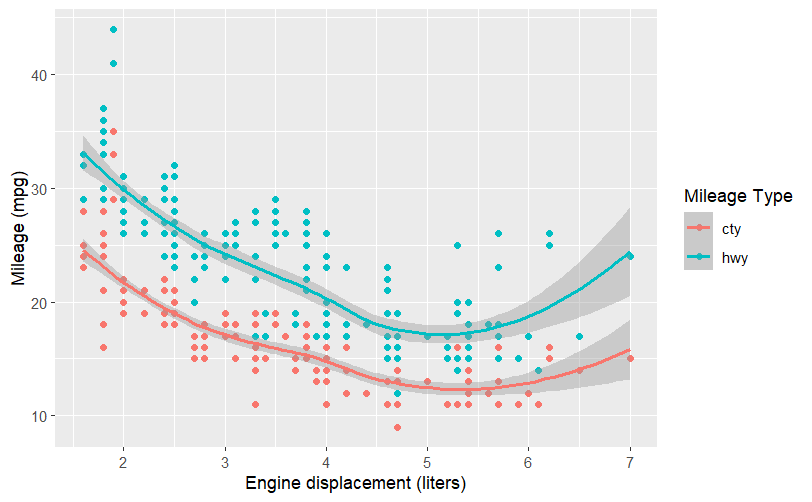 40
30
20
10
Mileage (mpg)
2 3 4 5 6 7
Engine displacement (liters)
Mileage Type
cty
hwy